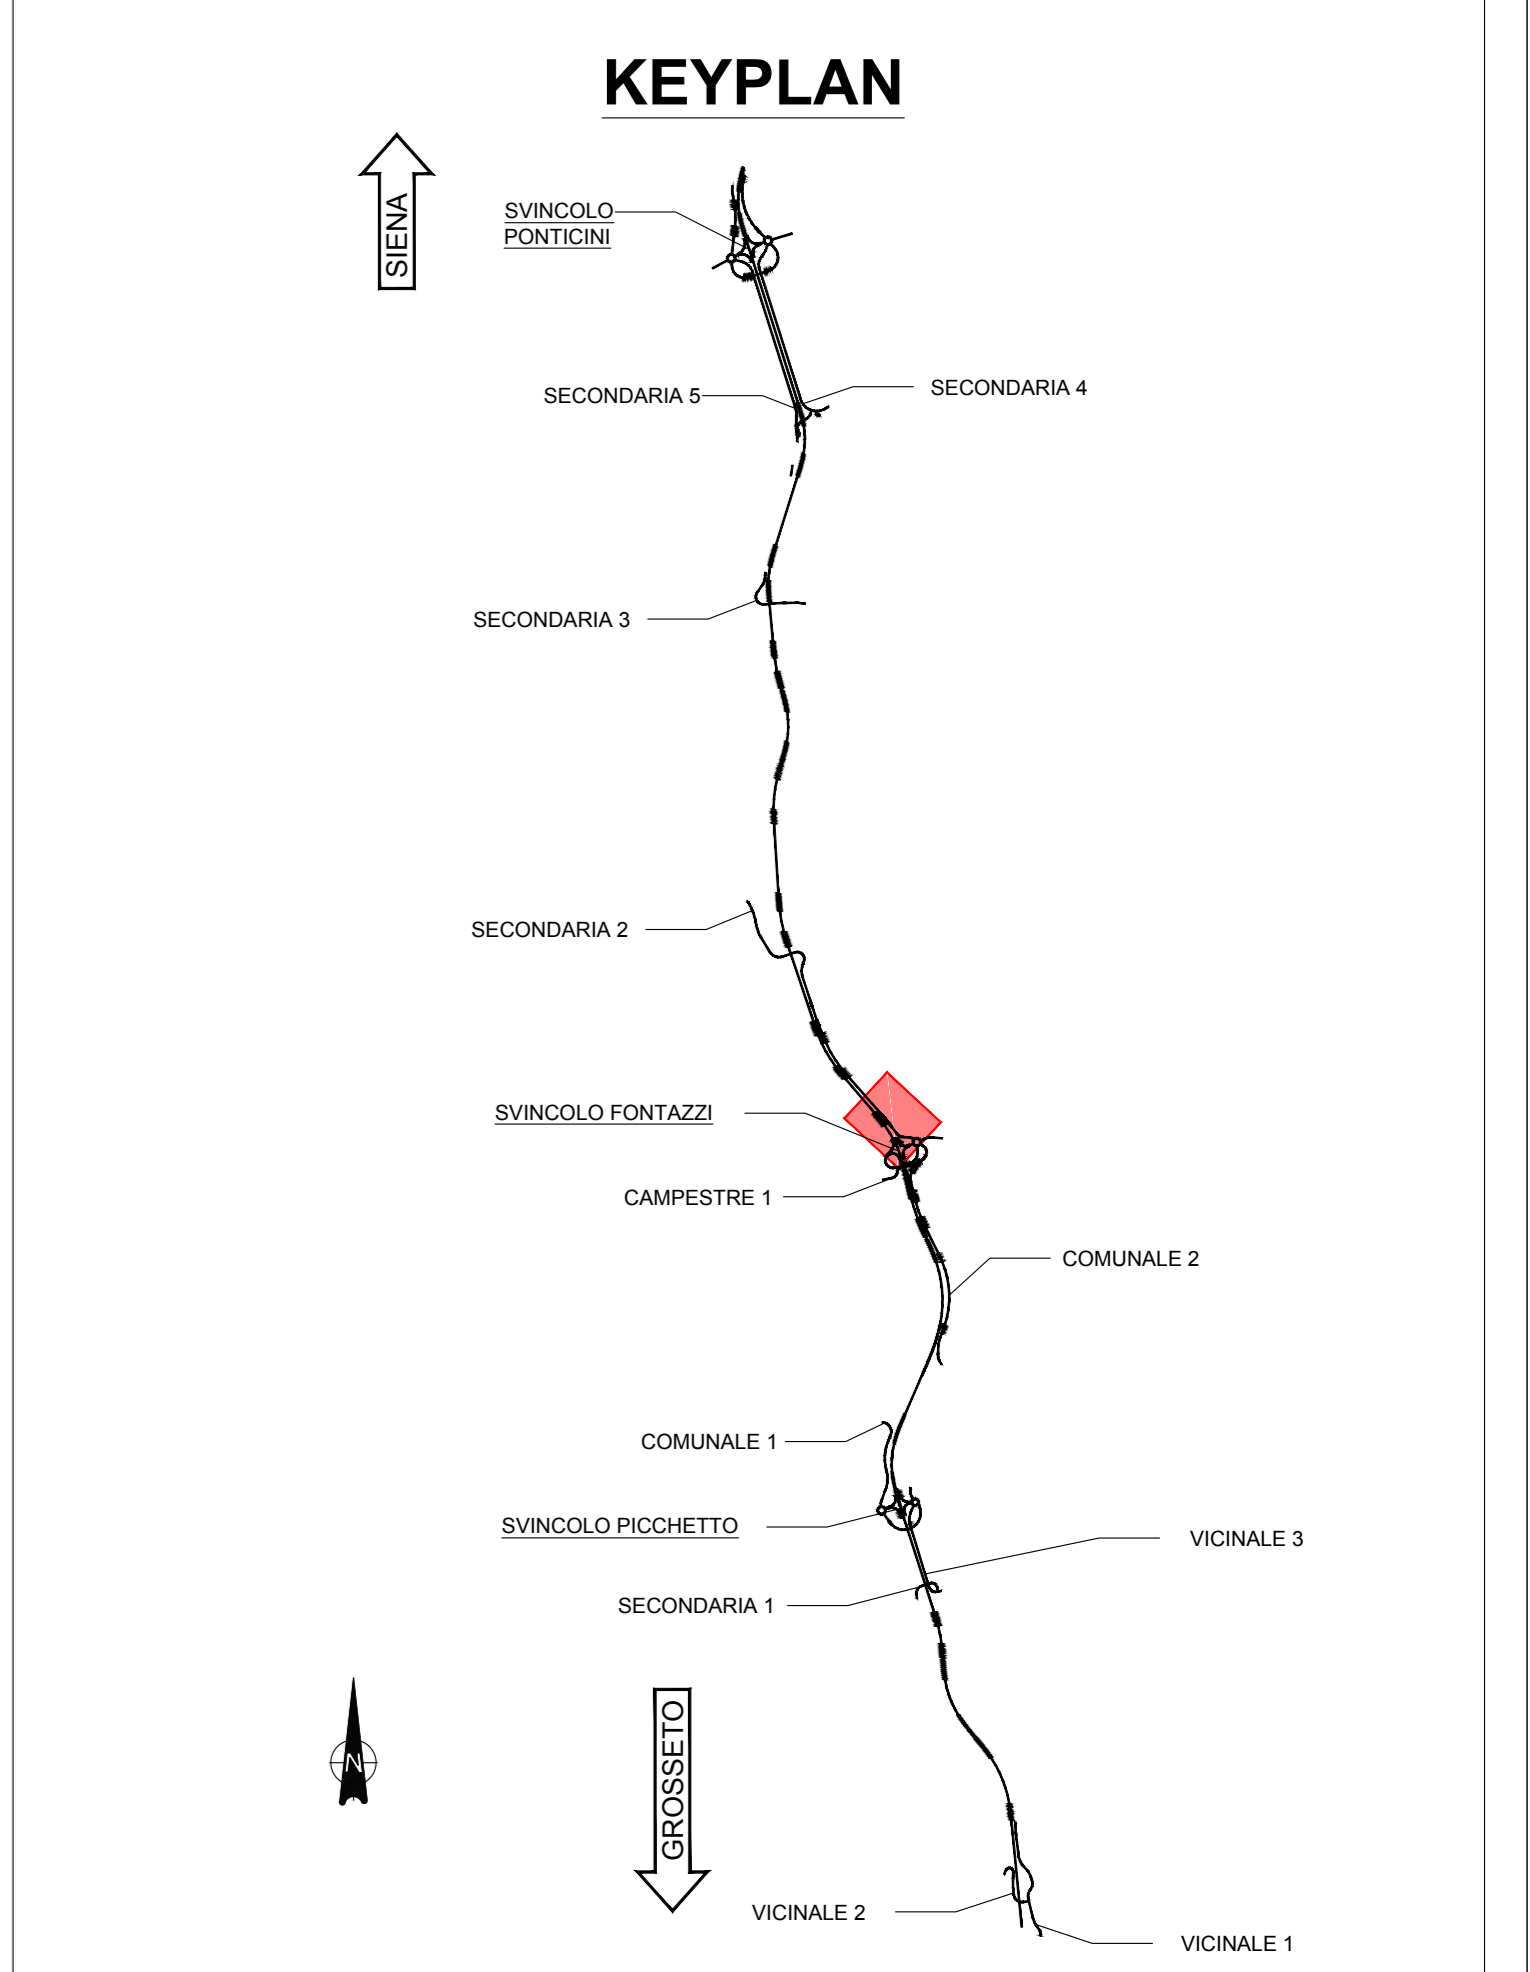 KEYPLAN
SIENA
SVINCOLO
PONTICINI
SECONDARIA 5
SECONDARIA 4
SECONDARIA 3
SECONDARIA 2
SVINCOLO FONTAZZI
CAMPESTRE 1
COMUNALE 2
COMUNALE 1
SVINCOLO PICCHETTO
VICINALE 3
SECONDARIA 1
N
GROSSETO
VICINALE 2
VICINALE 1